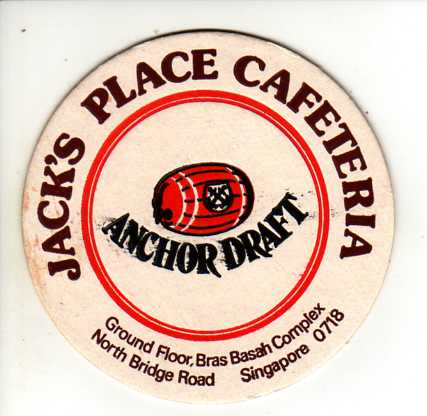 JACK'S PLACE CAFETERIA
ANCHOR DRAFT
Ground Floor, Bras Basah Complex
North Bridge Road Singapore 0718